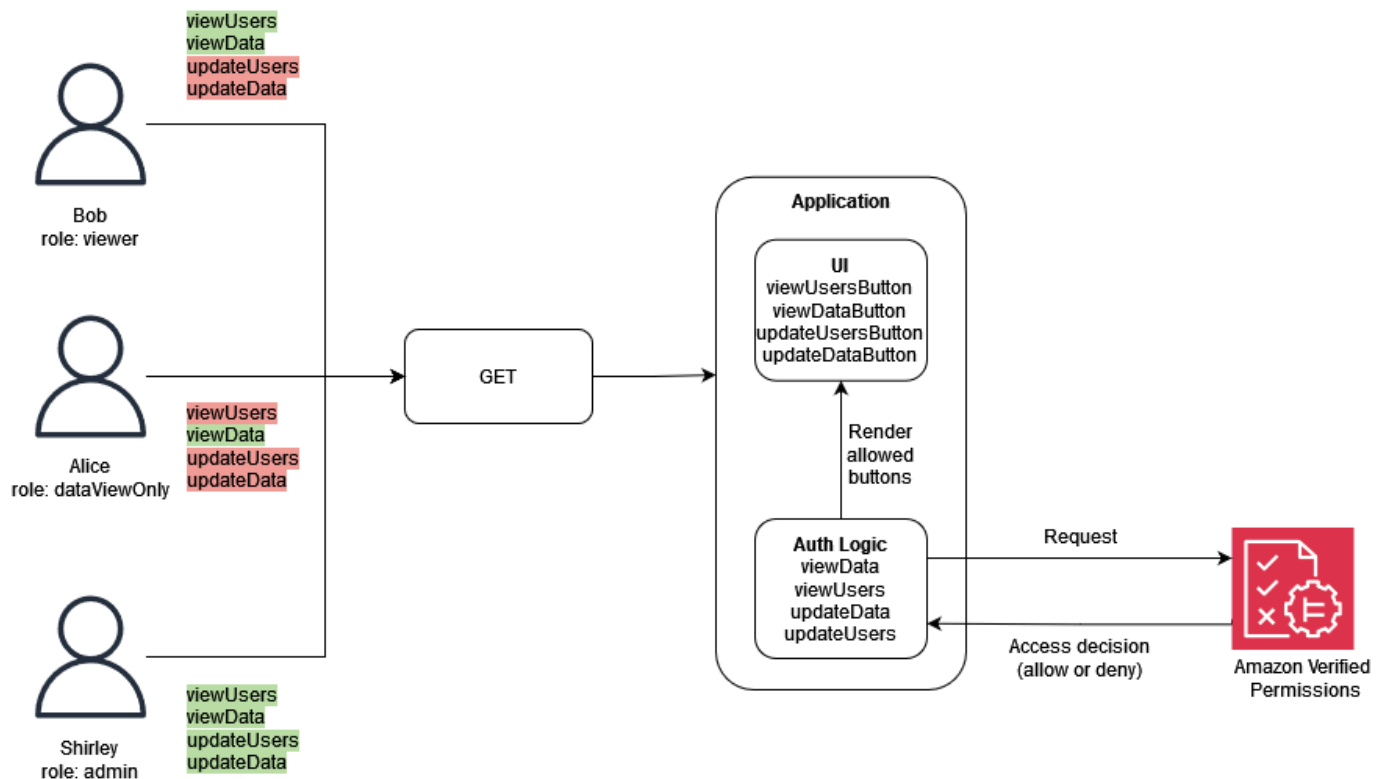 viewUsers
viewData
updateUsers
updateData
Bob
role: viewer
Alice
role: dataViewOnly
viewUsers
viewData
updateUsers
updateData
Shirley
role: admin
viewUsers
viewData
updateUsers
updateData
GET
Application
UI
viewUsersButton
viewDataButton
updateUsersButton
updateDataButton
Render
allowed
buttons
Auth Logic
viewData
viewUsers
updateData
updateUsers
Request
Access decision
(allow or deny)
Amazon Verified
Permissions